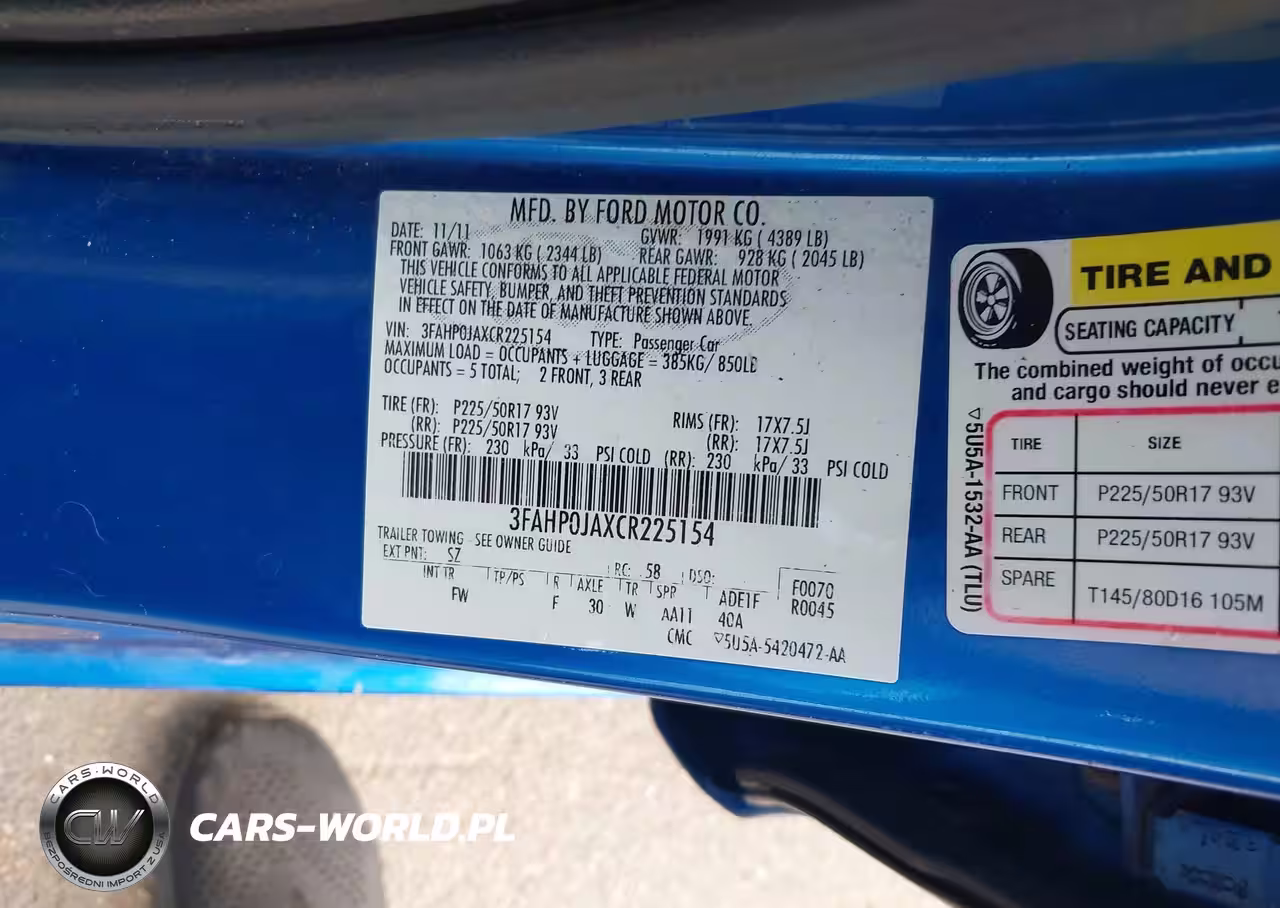 MFD. BY FORD MOTOR CO.
DATE: 11/11 GVWR: 1991 KG ( 4389 LB)
FRONT GAWR: 1063 KG ( 2344 LB) REAR GAWR: 928 KG ( 2045 LB)
THIS VEHICLE CONFORMS TO ALL APPLICABLE FEDERAL MOTOR
VEHICLE SAFETY, BUMPER, AND THEFT PREVENTION STANDARDS
IN EFFECT ON THE DATE OF MANUFACTURE SHOWN ABOVE.
VIN: 3FAHP0JAXCR225154 TYPE: Passenger Car
MAXIMUM LOAD = OCCUPANTS + LUGGAGE = 385KG/ 850LB
OCCUPANTS = 5 TOTAL; 2 FRONT, 3 REAR
TIRE (FR): P225/50R17 93V RIMS (FR): 17X7.5J
(RR): P225/50R17 93V (RR): 17X7.5J
PRESSURE (FR): 230 kPa/ 33 PSI COLD (RR): 230 kPa/ 33 PSI COLD
3FAHP0JAXCR225154
TRAILER TOWING - SEE OWNER GUIDE
EXT PNT: SZ RC: 58 DSO: F0070
INT TR TP/PS R AXLE TR SPR ADE1F R0045
FW F 30 W AA11 40A
CMC ▽5U5A-5420472-AA
TIRE AND
SEATING CAPACITY
The combined weight of occu
and cargo should never e
TIRE SIZE
FRONT P225/50R17 93V
REAR P225/50R17 93V
SPARE T145/80D16 105M
▽5U5A-1532-AA (TLU)
CARS-WORLD
CW
BEZPOŚREDNI IMPORT Z USA
CARS-WORLD.PL